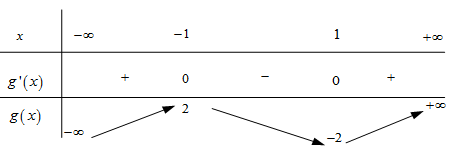 x −∞ −1 1 +∞
g'(x) + 0 − 0 +
g(x) −∞ 2 −2 +∞